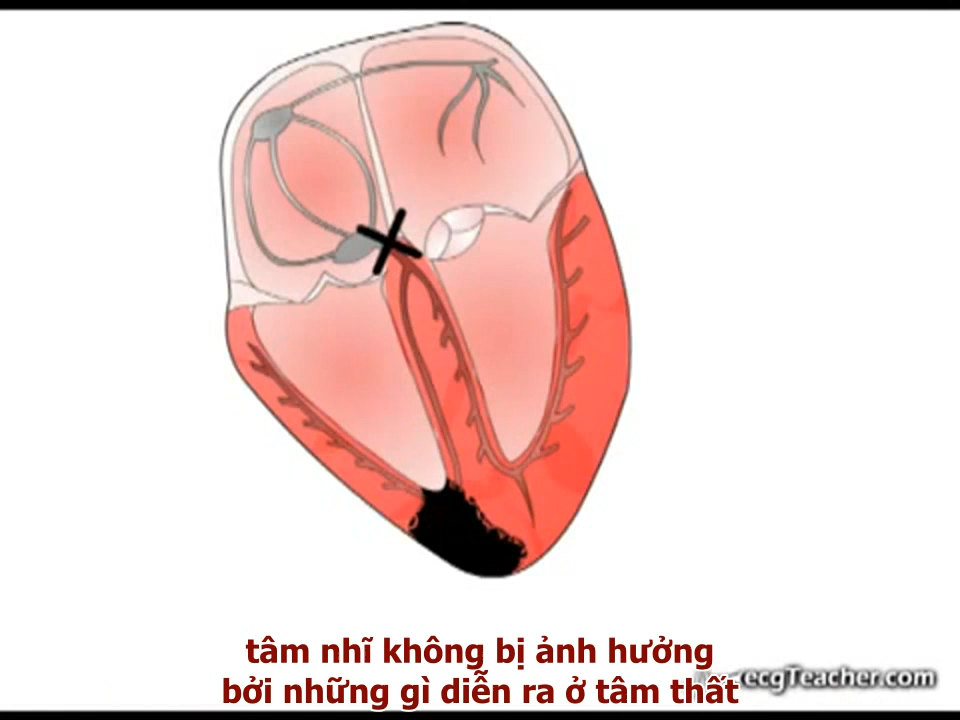 tâm nhĩ không bị ảnh hưởng
bởi những gì diễn ra ở tâm thất
ecgTeacher.com